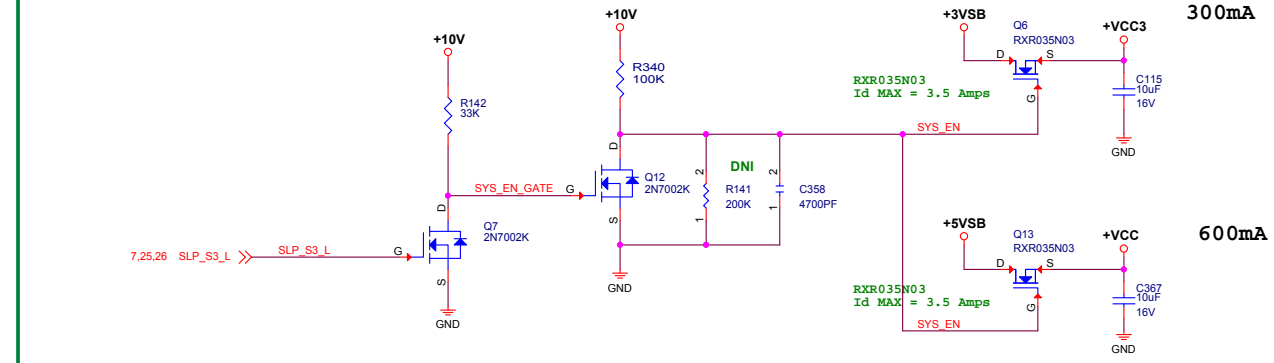 +10V
R142
33K
+10V
R340
100K
7,25,26 SLP_S3_L
SLP_S3_L
G
D
S
Q7
2N7002K
GND
SYS_EN_GATE
G
D
S
Q12
2N7002K
GND
DNI
2
R141
200K
1
2
C358
4700PF
1
SYS_EN
+3VSB
Q6
RXR035N03
D
S
G
+VCC3
300mA
RXR035N03
Id MAX = 3.5 Amps
C115
10uF
16V
GND
+5VSB
Q13
RXR035N03
D
S
G
+VCC
600mA
RXR035N03
Id MAX = 3.5 Amps
SYS_EN
C367
10uF
16V
GND